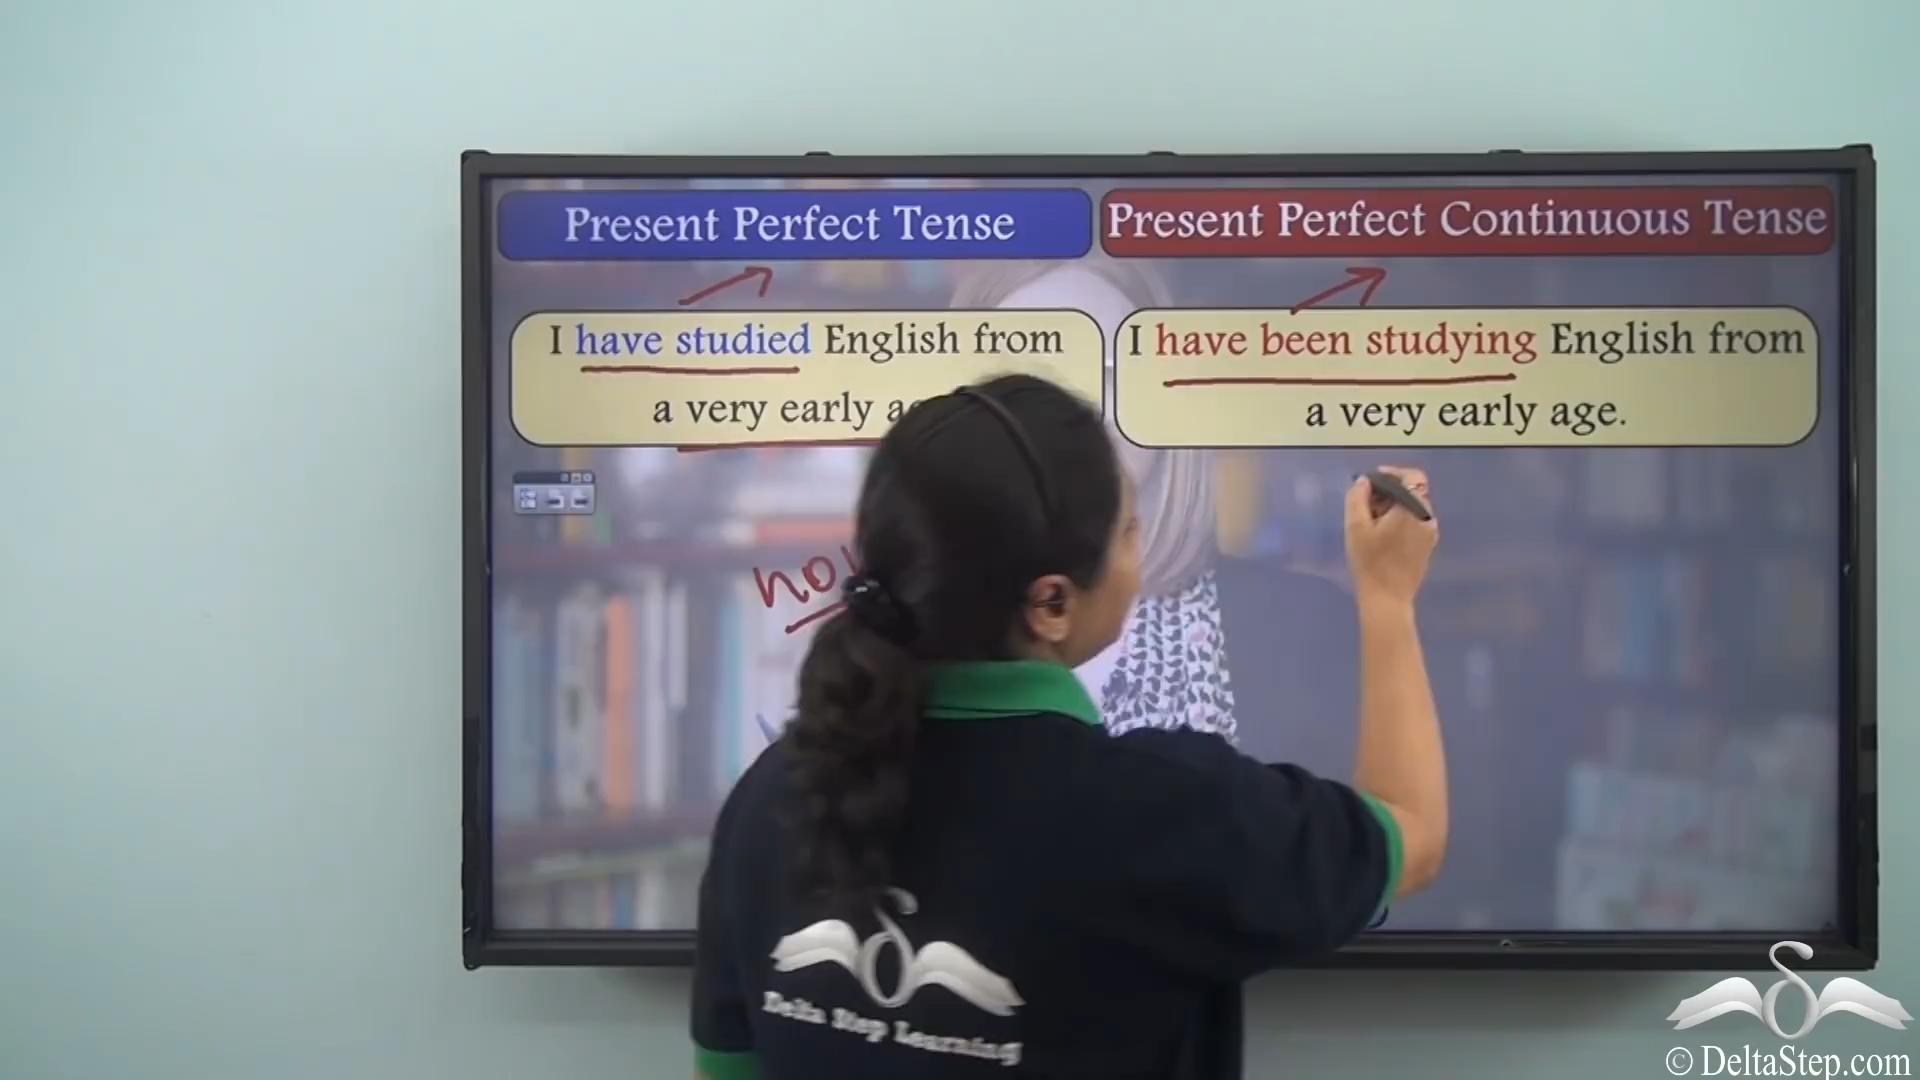 Present Perfect Tense
Present Perfect Continuous Tense
I have studied English from
a very early
I have been studying English from
a very early age.
Delta Step Learning
© DeltaStep.com